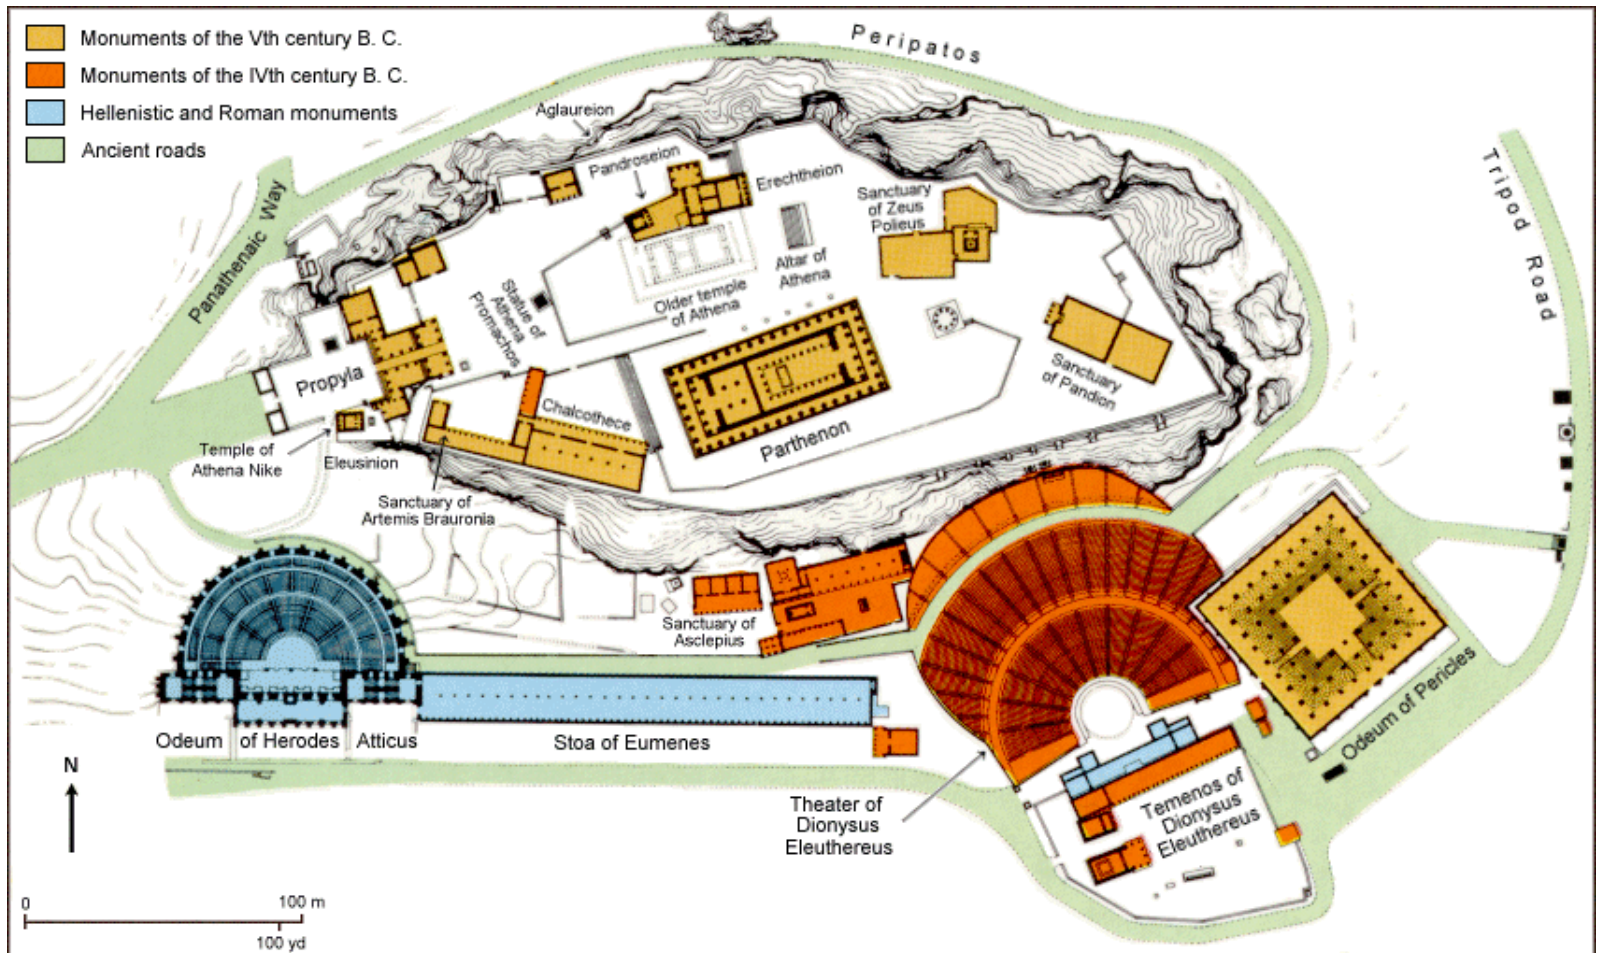 Monuments of the Vth century B. C.
Monuments of the IVth century B. C.
Hellenistic and Roman monuments
Ancient roads
Peripatos
Aglaureion
Pandroseion
Erechtheion
Sanctuary
of Zeus
Polieus
Tripod Road
Panathenaic Way
Altar of
Athena
Statue of
Athena
Promachos
Older temple
of Athena
Propyla
Sanctuary
of Pandion
Chalcothece
Parthenon
Temple of
Athena Nike
Eleusinion
Sanctuary of
Artemis Brauronia
Sanctuary of
Asclepius
Odeum of Pericles
Odeum of Herodes Atticus
Stoa of Eumenes
N
Theater of
Dionysus
Eleuthereus
Temenos of
Dionysus
Eleuthereus
0 100 m
100 yd